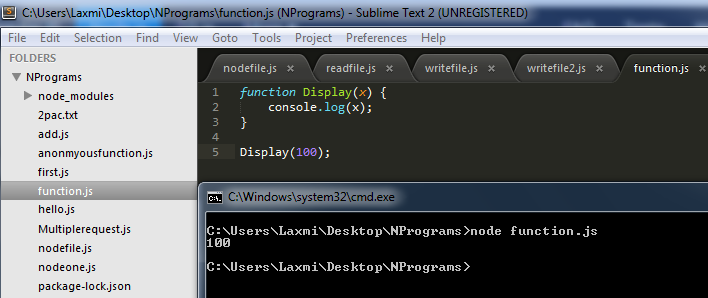 C:\Users\Laxmi\Desktop\NPrograms\function.js (NPrograms) - Sublime Text 2 (UNREGISTERED)
File Edit Selection Find View Goto Tools Project Preferences Help
FOLDERS
NPrograms
node_modules
2pac.txt
add.js
anonmyousfunction.js
first.js
function.js
hello.js
Multiplerequest.js
nodefile.js
nodeone.js
package-lock.json
nodefile.js × readfile.js × writefile.js × writefile2.js × function.js ×
1 function Display(x) {
2 console.log(x);
3 }
4
5 Display(100);
C:\Windows\system32\cmd.exe
C:\Users\Laxmi\Desktop\NPrograms>node function.js
100
C:\Users\Laxmi\Desktop\NPrograms>